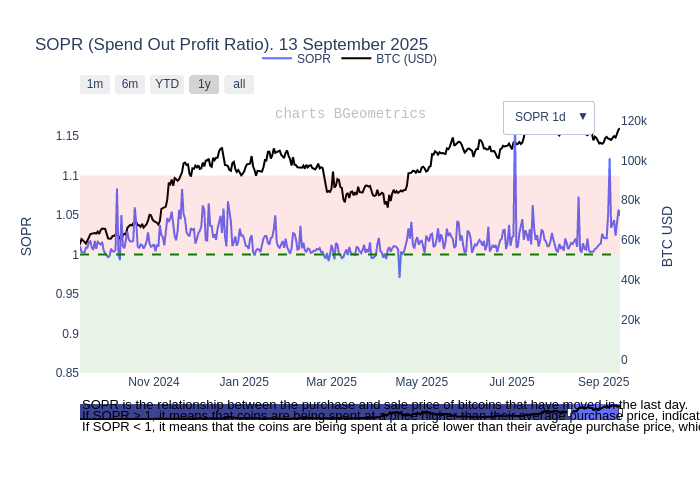 SOPR (Spend Out Profit Ratio). 13 September 2025
SOPR
BTC (USD)
1m
6m
YTD
1y
all
charts BGeometrics
SOPR 1d ▼
1.15
1.1
1.05
1
0.95
0.9
0.85
SOPR
120k
100k
80k
60k
40k
20k
0
BTC USD
Nov 2024
Jan 2025
Mar 2025
May 2025
Jul 2025
Sep 2025
SOPR is the relationship between the purchase and sale price of bitcoins that have moved in the last day.
If SOPR > 1, it means that coins are being spent at a price higher than their average purchase price, indicat
If SOPR < 1, it means that the coins are being spent at a price lower than their average purchase price, whic